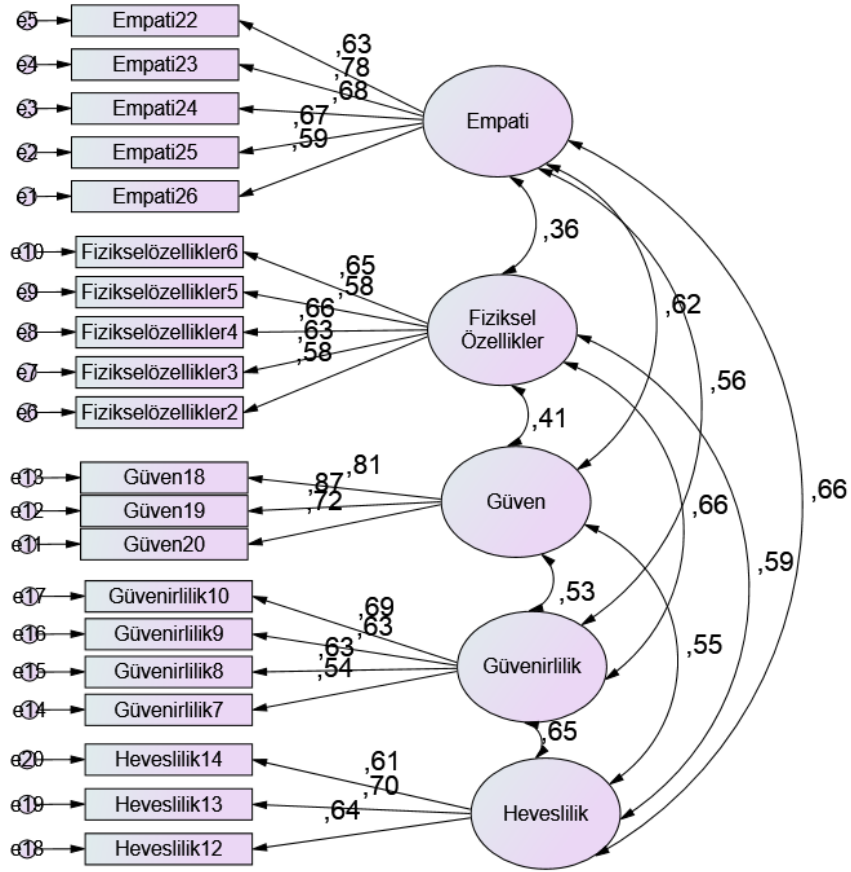 e5
Empati22
e4
Empati23
e3
Empati24
e2
Empati25
e1
Empati26
,63
,78
,68
,67
,59
Empati
,36
e10
Fizikselözellikler6
e9
Fizikselözellikler5
e8
Fizikselözellikler4
e7
Fizikselözellikler3
e6
Fizikselözellikler2
,65
,58
,66
,63
,58
Fiziksel
Özellikler
,62
,56
,41
e13
Güven18
e12
Güven19
e11
Güven20
,81
,87
,72
Güven
,66
,66
,59
,53
e17
Güvenirlilik10
e16
Güvenirlilik9
e15
Güvenirlilik8
e14
Güvenirlilik7
,69
,63
,63
,54
Güvenirlilik
,55
,65
e20
Heveslilik14
e19
Heveslilik13
e18
Heveslilik12
,61
,70
,64
Heveslilik